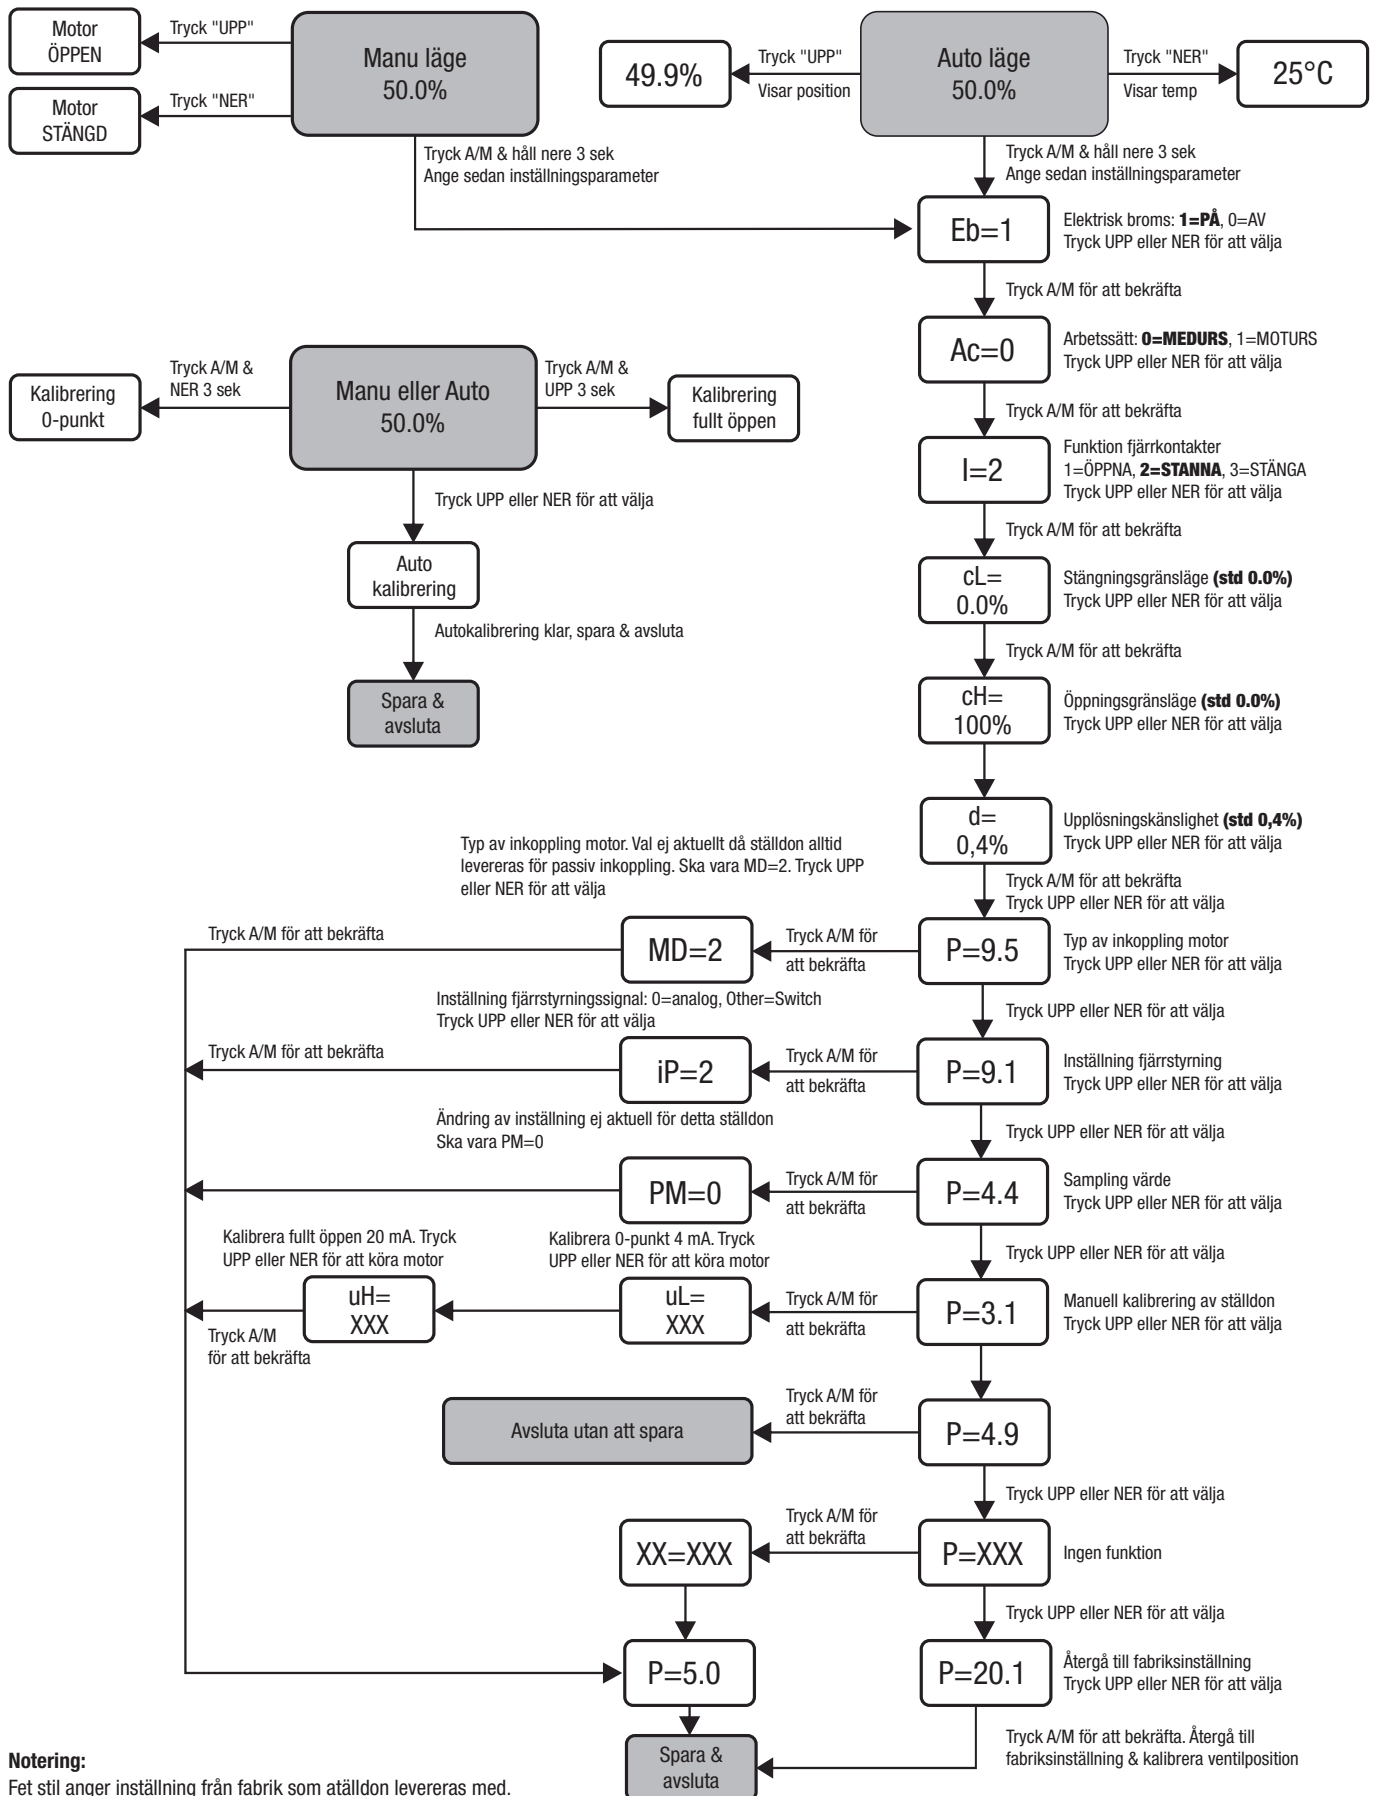 Motor
ÖPPEN
Tryck "UPP"
Manu läge
50.0%
Motor
STÄNGD
Tryck "NER"
49.9%
Tryck "UPP"
Visar position
Auto läge
50.0%
Tryck "NER"
Visar temp
25°C
Tryck A/M & håll nere 3 sek
Ange sedan inställningsparameter
Tryck A/M & håll nere 3 sek
Ange sedan inställningsparameter
Eb=1
Elektrisk broms: 1=PÅ, 0=AV
Tryck UPP eller NER för att välja
Tryck A/M för att bekräfta
Ac=0
Arbetssätt: 0=MEDURS, 1=MOTURS
Tryck UPP eller NER för att välja
Tryck A/M för att bekräfta
Kalibrering
0-punkt
Tryck A/M &
NER 3 sek
Manu eller Auto
50.0%
Tryck A/M &
UPP 3 sek
Kalibrering
fullt öppen
Tryck UPP eller NER för att välja
Auto
kalibrering
Autokalibrering klar, spara & avsluta
Spara &
avsluta
I=2
Funktion fjärrkontakter
1=ÖPPNA, 2=STANNA, 3=STÄNGA
Tryck UPP eller NER för att välja
Tryck A/M för att bekräfta
cL=
0.0%
Stängningsgränsläge (std 0.0%)
Tryck UPP eller NER för att välja
Tryck A/M för att bekräfta
cH=
100%
Öppningsgränsläge (std 0.0%)
Tryck UPP eller NER för att välja
d=
0,4%
Upplösningskänslighet (std 0,4%)
Tryck UPP eller NER för att välja
Tryck A/M för att bekräfta
Tryck UPP eller NER för att välja
Typ av inkoppling motor. Val ej aktuellt då ställdon alltid
levereras för passiv inkoppling. Ska vara MD=2. Tryck UPP
eller NER för att välja
Tryck A/M för att bekräfta
MD=2
Tryck A/M för
att bekräfta
P=9.5
Typ av inkoppling motor
Tryck UPP eller NER för att välja
Tryck UPP eller NER för att välja
Inställning fjärrstyrningssignal: 0=analog, Other=Switch
Tryck UPP eller NER för att välja
Tryck A/M för att bekräfta
iP=2
Tryck A/M för
att bekräfta
P=9.1
Inställning fjärrstyrning
Tryck UPP eller NER för att välja
Tryck UPP eller NER för att välja
Ändring av inställning ej aktuell för detta ställdon
Ska vara PM=0
PM=0
Tryck A/M för
att bekräfta
P=4.4
Sampling värde
Tryck UPP eller NER för att välja
Tryck UPP eller NER för att välja
Kalibrera fullt öppen 20 mA. Tryck
UPP eller NER för att köra motor
Kalibrera 0-punkt 4 mA. Tryck
UPP eller NER för att köra motor
uH=
XXX
uL=
XXX
Tryck A/M för
att bekräfta
P=3.1
Manuell kalibrering av ställdon
Tryck UPP eller NER för att välja
Tryck A/M
för att bekräfta
Avsluta utan att spara
Tryck A/M för
att bekräfta
P=4.9
Tryck UPP eller NER för att välja
XX=XXX
Tryck A/M för
att bekräfta
P=XXX
Ingen funktion
Tryck UPP eller NER för att välja
P=5.0
P=20.1
Återgå till fabriksinställning
Tryck UPP eller NER för att välja
Tryck A/M för att bekräfta. Återgå till
fabriksinställning & kalibrera ventilposition
Spara &
avsluta
Notering:
Fet stil anger inställning från fabrik som atälldon levereras med.